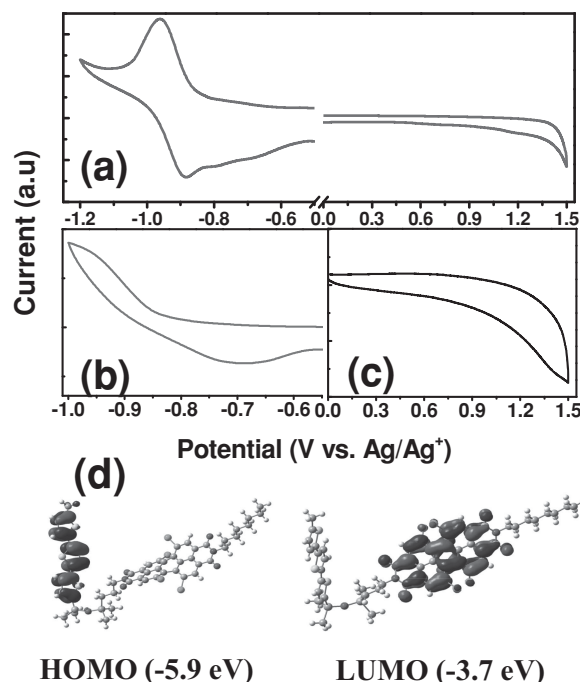 Current (a.u)
(a)
-1.2 -1.0 -0.8 -0.6 -0. 0.0 0.3 0.6 0.9 1.2 1.5
(b)
(c)
-1.0 -0.9 -0.8 -0.7 -0.6 0 0.0 0.3 0.6 0.9 1.2 1.5
Potential (V vs. Ag/Ag⁺)
(d)
HOMO (-5.9 eV) LUMO (-3.7 eV)